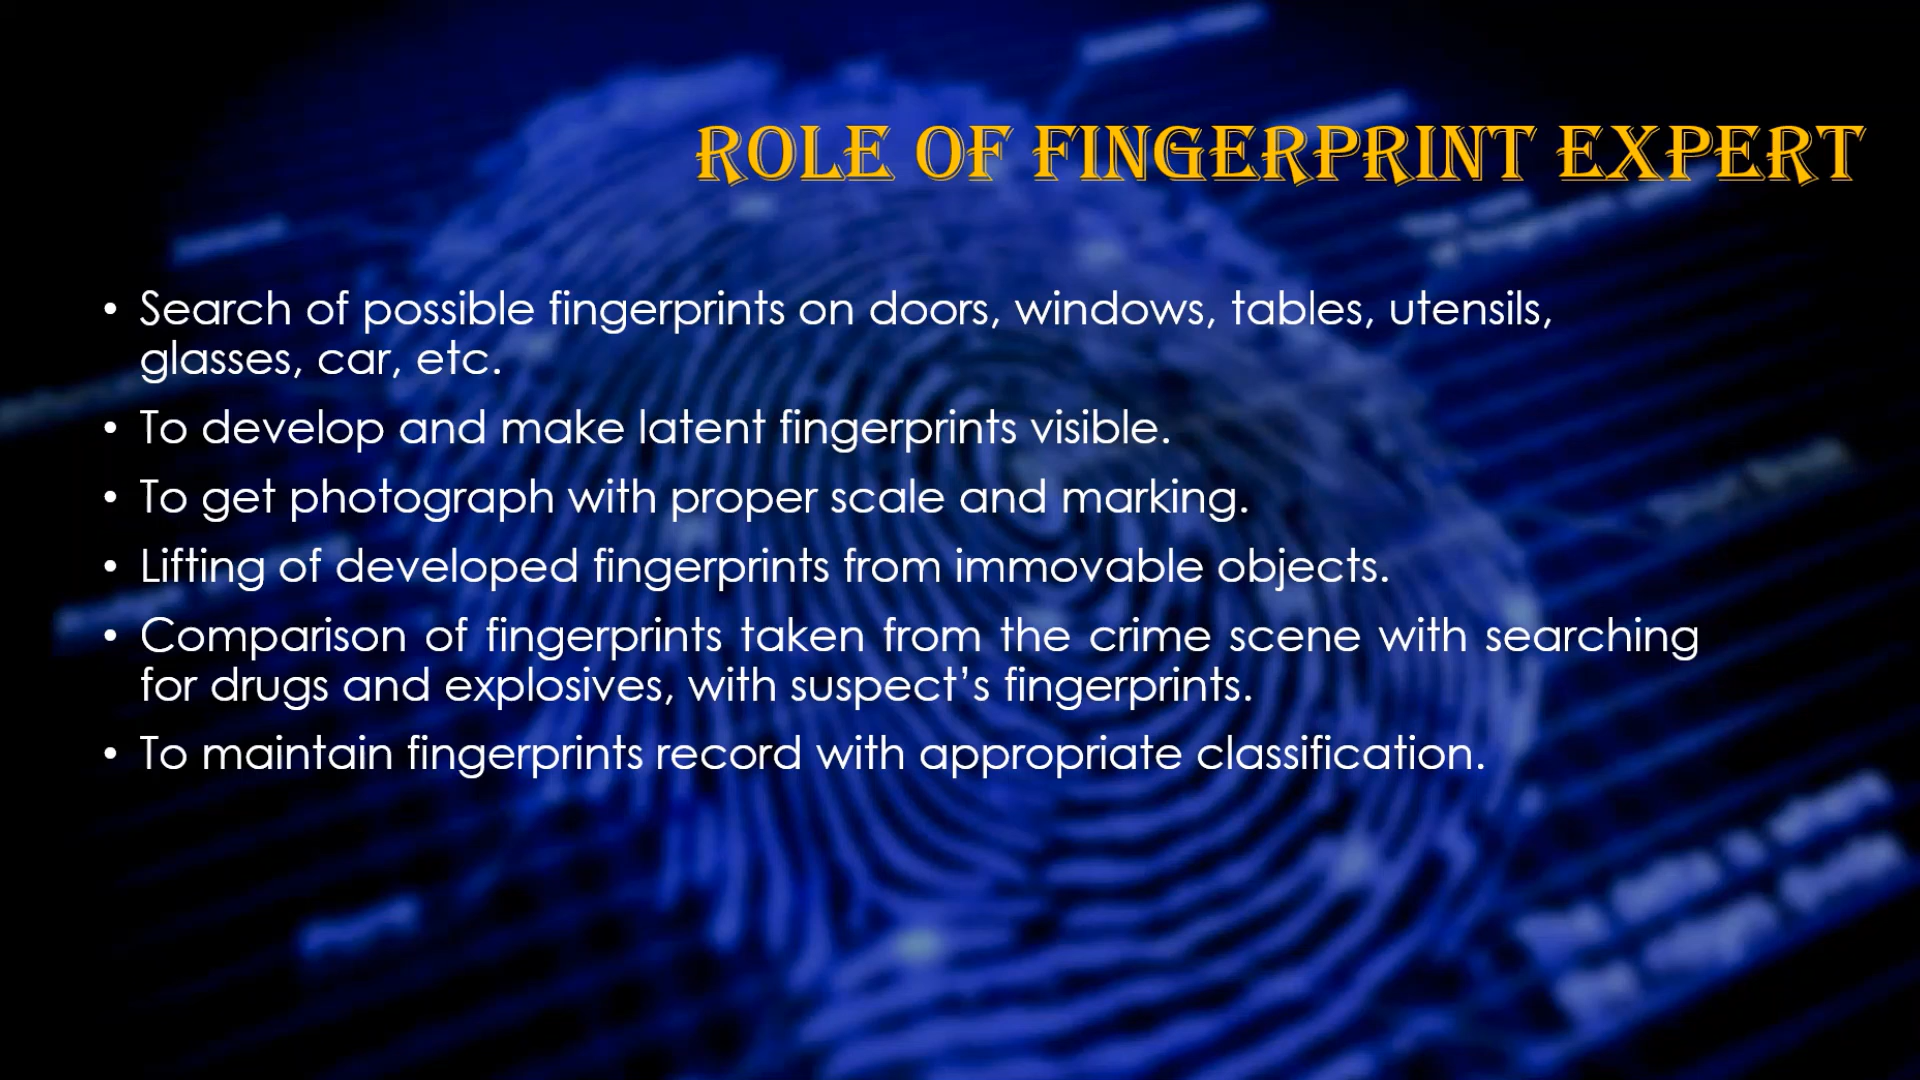 ROLE OF FINGERPRINT EXPERT
• Search of possible fingerprints on doors, windows, tables, utensils,
glasses, car, etc.
• To develop and make latent fingerprints visible.
• To get photograph with proper scale and marking.
• Lifting of developed fingerprints from immovable objects.
• Comparison of fingerprints taken from the crime scene with searching
for drugs and explosives, with suspect’s fingerprints.
• To maintain fingerprints record with appropriate classification.